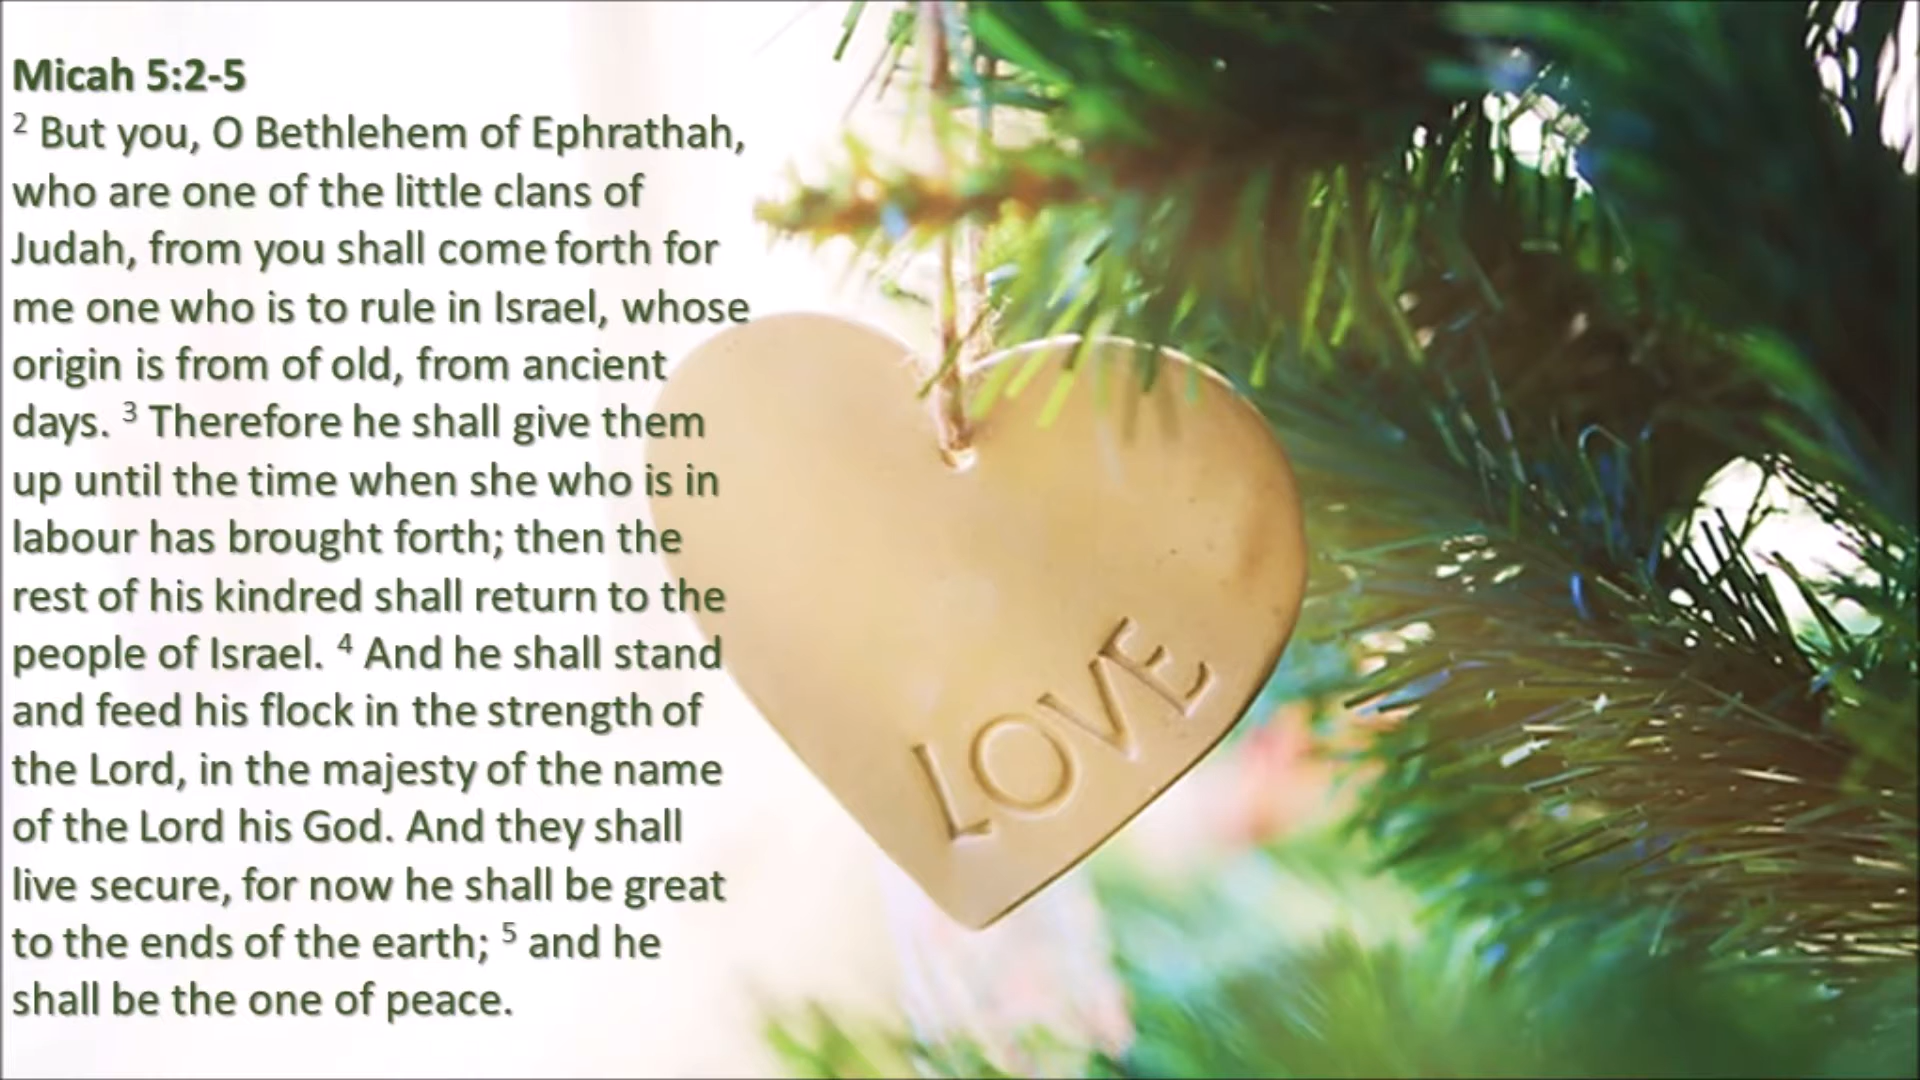 Micah 5:2-5
2 But you, O Bethlehem of Ephrathah,
who are one of the little clans of
Judah, from you shall come forth for
me one who is to rule in Israel, whose
origin is from of old, from ancient
days. 3 Therefore he shall give them
up until the time when she who is in
labour has brought forth; then the
rest of his kindred shall return to the
people of Israel. 4 And he shall stand
and feed his flock in the strength of
the Lord, in the majesty of the name
of the Lord his God. And they shall
live secure, for now he shall be great
to the ends of the earth; 5 and he
shall be the one of peace.
LOVE